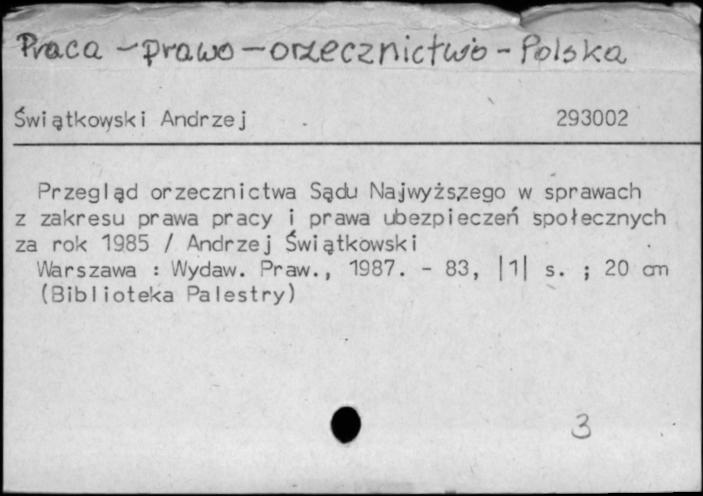 Praca - prawo - orzecznictwo - Polska
Świątkowski Andrzej 293002
Przegląd orzecznictwa Sądu Najwyższego w sprawach
z zakresu prawa pracy i prawa ubezpieczeń społecznych
za rok 1985 / Andrzej Świątkowski
Warszawa : Wydaw. Praw., 1987. - 83, |1| s. ; 20 cm
(Biblioteka Palestry)
3